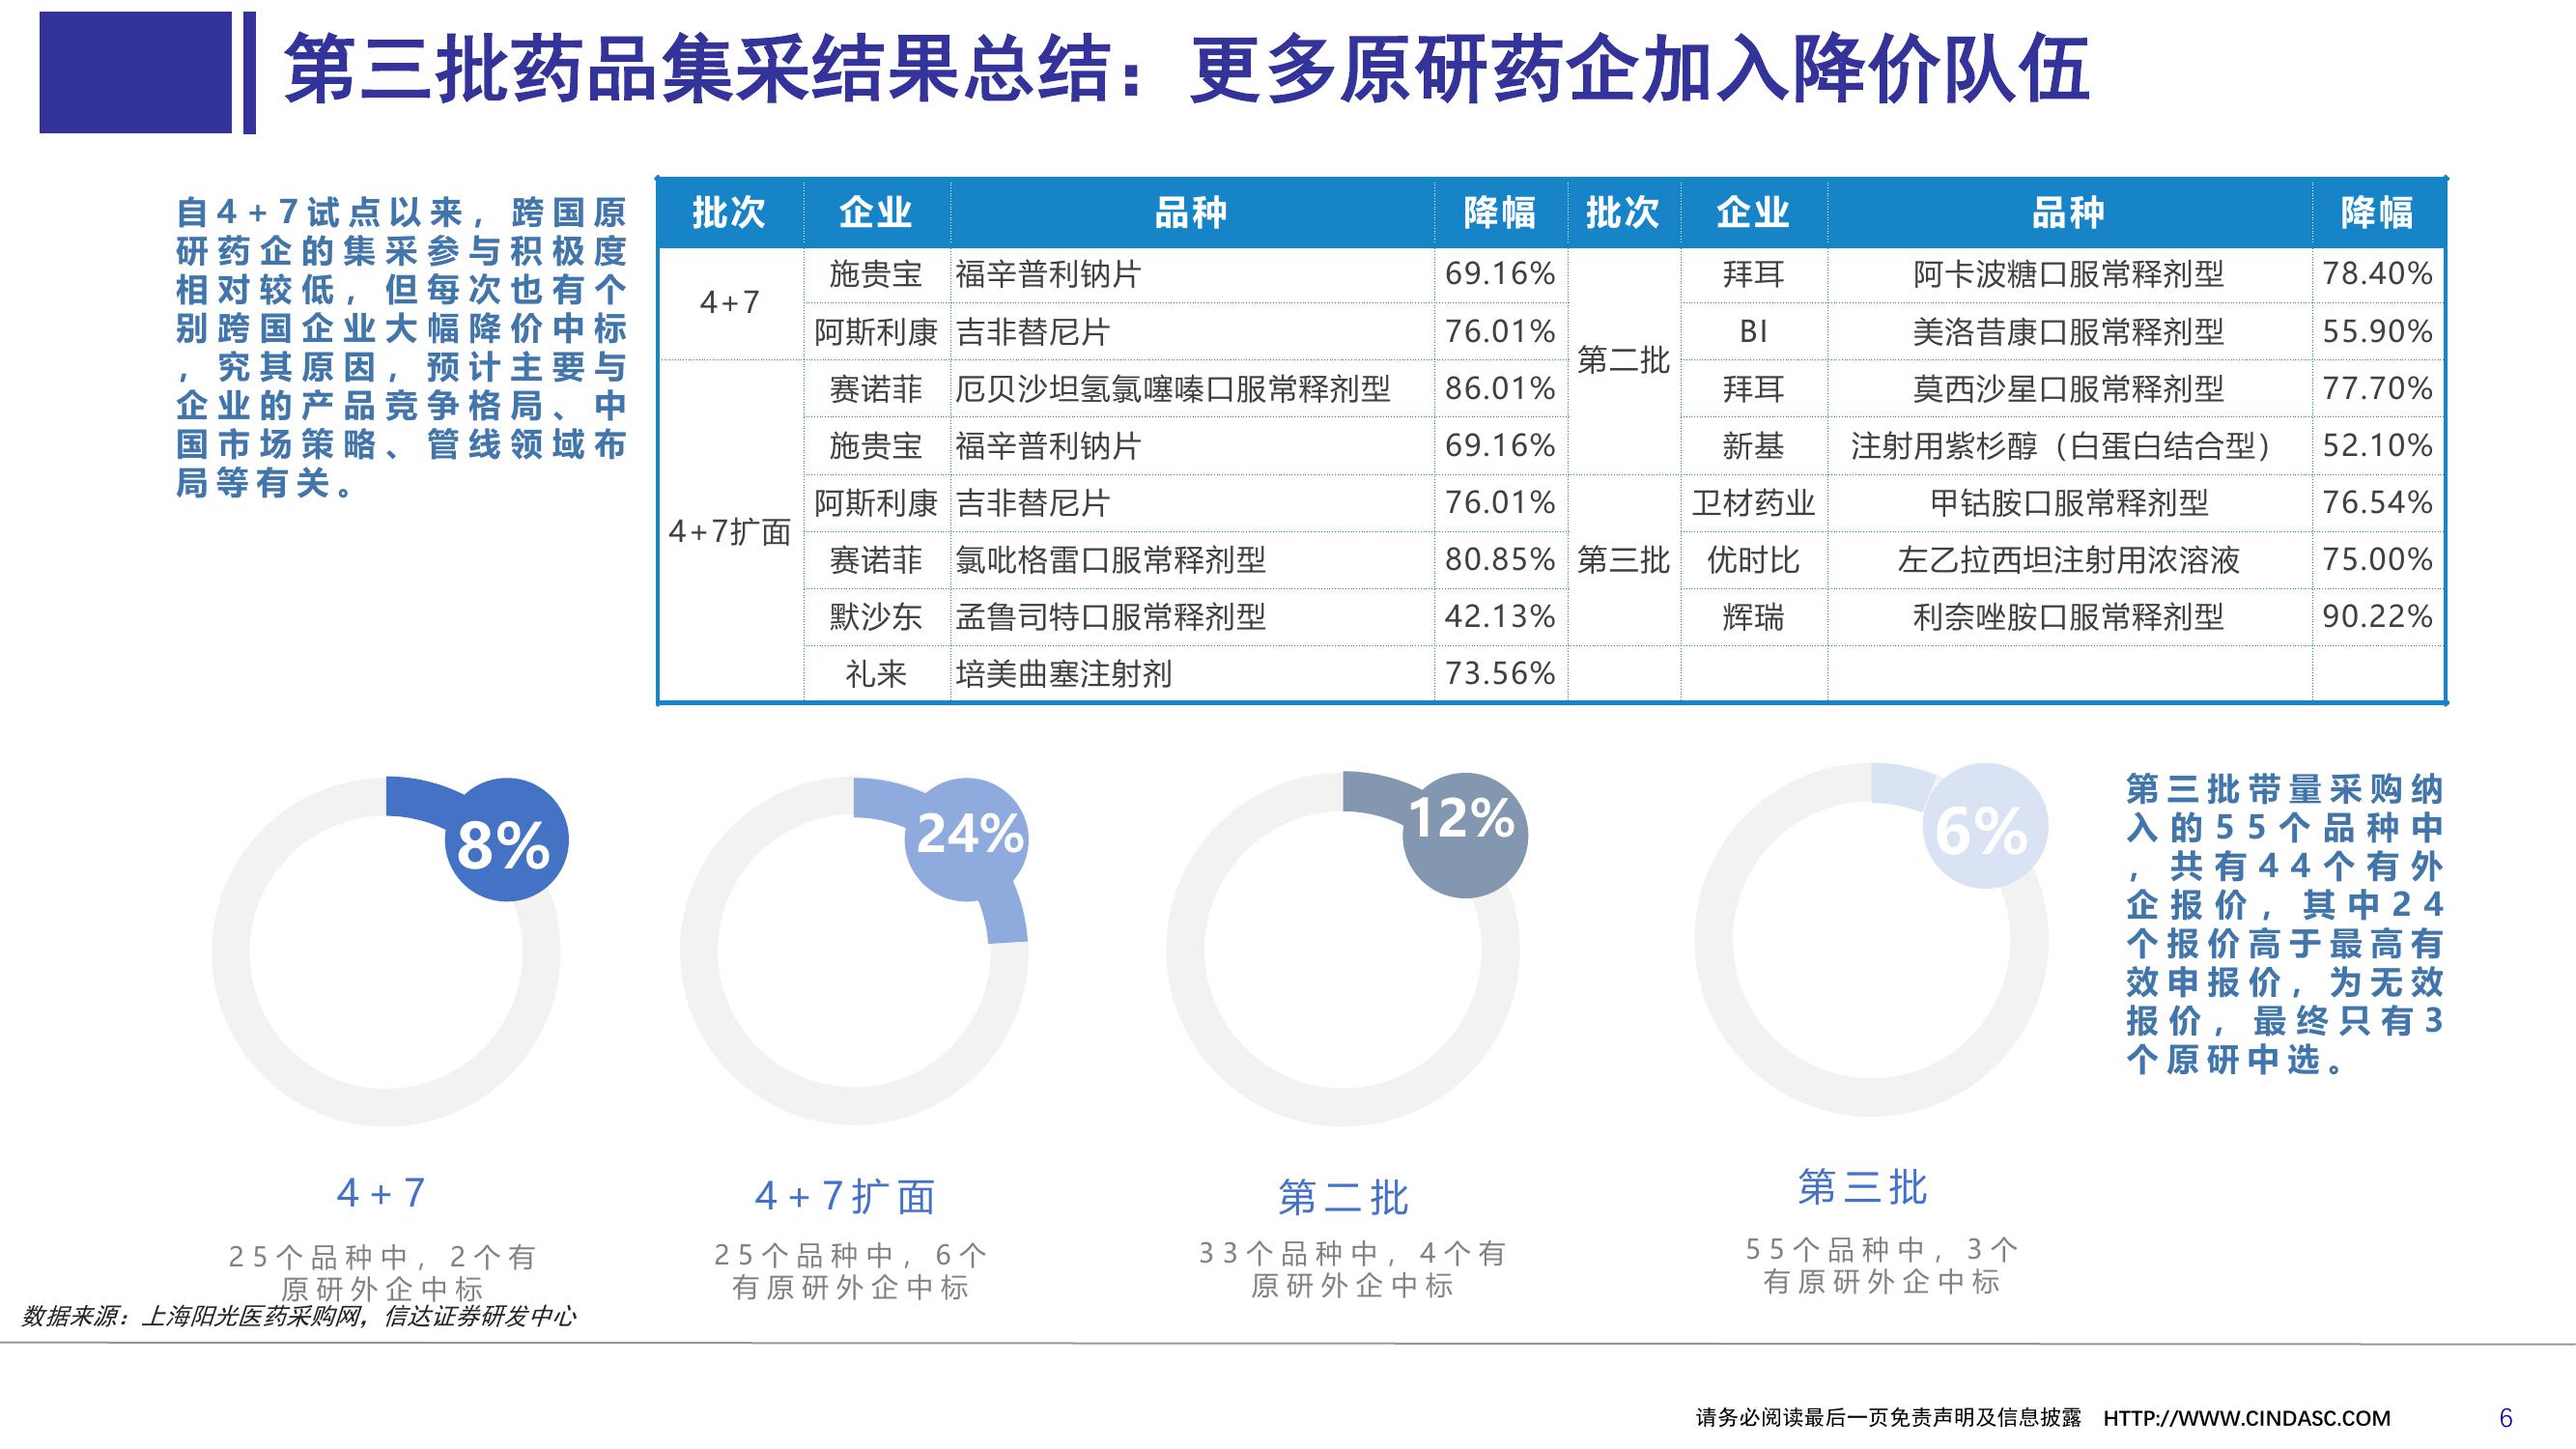 第三批药品集采结果总结：更多原研药企加入降价队伍
自4+7试点以来，跨国原
研药企的集采参与积极度
相对较低，但每次也有个
别跨国企业大幅降价中标
，究其原因，预计主要与
企业的产品竞争格局、中
国市场策略、管线领域布
局等有关。
批次 企业 品种 降幅 批次 企业 品种 降幅
4+7 施贵宝 福辛普利钠片 69.16% 第二批 拜耳 阿卡波糖口服常释剂型 78.40%
阿斯利康 吉非替尼片 76.01% BI 美洛昔康口服常释剂型 55.90%
4+7扩面 赛诺菲 厄贝沙坦氢氯噻嗪口服常释剂型 86.01% 拜耳 莫西沙星口服常释剂型 77.70%
施贵宝 福辛普利钠片 69.16% 新基 注射用紫杉醇（白蛋白结合型） 52.10%
阿斯利康 吉非替尼片 76.01% 第三批 卫材药业 甲钴胺口服常释剂型 76.54%
赛诺菲 氯吡格雷口服常释剂型 80.85% 优时比 左乙拉西坦注射用浓溶液 75.00%
默沙东 孟鲁司特口服常释剂型 42.13% 辉瑞 利奈唑胺口服常释剂型 90.22%
礼来 培美曲塞注射剂 73.56%
8%
24%
12%
6%
第三批带量采购纳
入的55个品种中
，共有44个有外
企报价，其中24
个报价高于最高有
效申报价，为无效
报价，最终只有3
个原研中选。
4+7
25个品种中，2个有
原研外企中标
4+7扩面
25个品种中，6个
有原研外企中标
第二批
33个品种中，4个有
原研外企中标
第三批
55个品种中，3个
有原研外企中标
数据来源：上海阳光医药采购网，信达证券研发中心
请务必阅读最后一页免责声明及信息披露 HTTP://WWW.CINDASC.COM 6